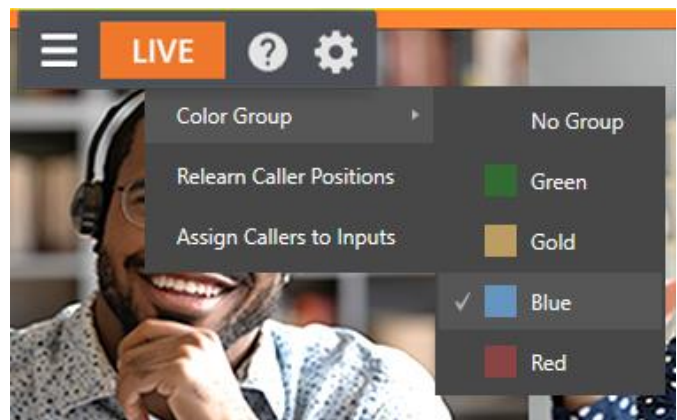 LIVE
Color Group
Relearn Caller Positions
Assign Callers to Inputs
No Group
Green
Gold
Blue
Red